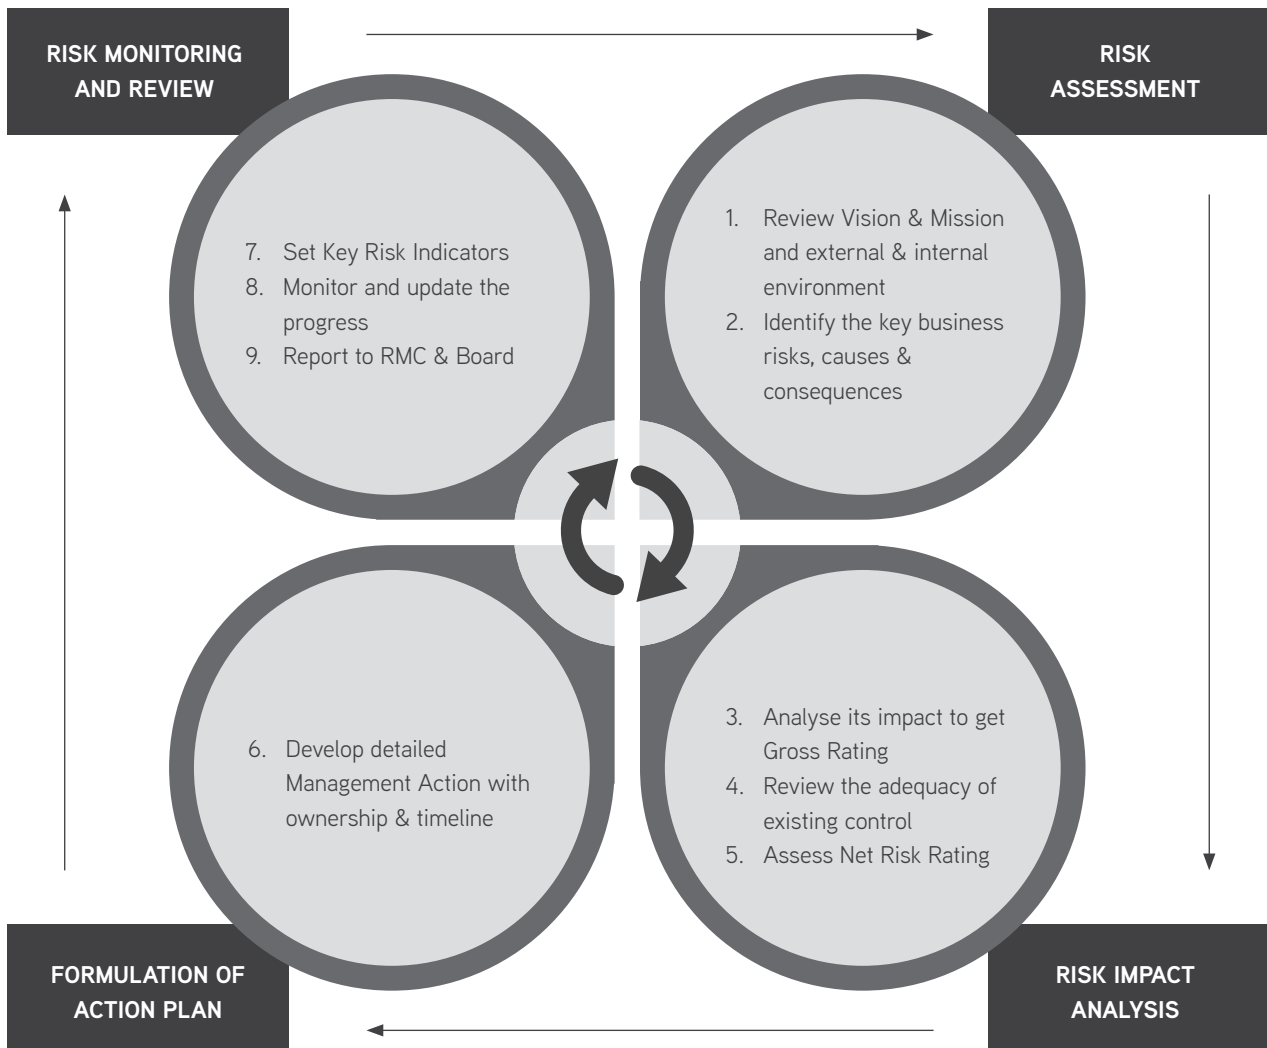 RISK MONITORING
AND REVIEW
RISK
ASSESSMENT
7. Set Key Risk Indicators
8. Monitor and update the
progress
9. Report to RMC & Board
1. Review Vision & Mission
and external & internal
environment
2. Identify the key business
risks, causes &
consequences
6. Develop detailed
Management Action with
ownership & timeline
3. Analyse its impact to get
Gross Rating
4. Review the adequacy of
existing control
5. Assess Net Risk Rating
FORMULATION OF
ACTION PLAN
RISK IMPACT
ANALYSIS